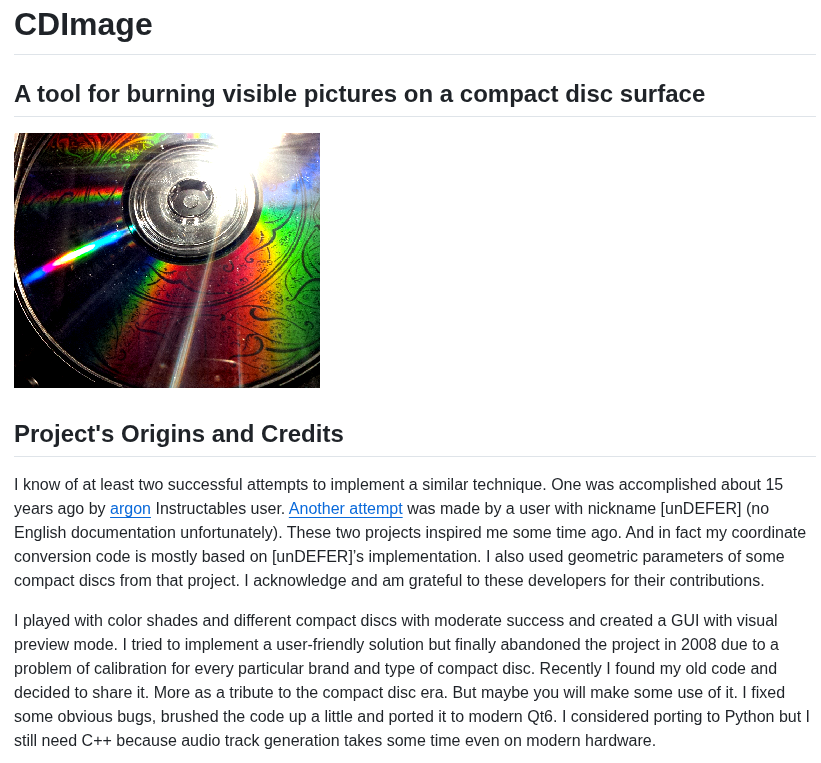 CDImage
A tool for burning visible pictures on a compact disc surface
Project's Origins and Credits
I know of at least two successful attempts to implement a similar technique. One was accomplished about 15
years ago by argon Instructables user. Another attempt was made by a user with nickname [unDEFER] (no
English documentation unfortunately). These two projects inspired me some time ago. And in fact my coordinate
conversion code is mostly based on [unDEFER]’s implementation. I also used geometric parameters of some
compact discs from that project. I acknowledge and am grateful to these developers for their contributions.
I played with color shades and different compact discs with moderate success and created a GUI with visual
preview mode. I tried to implement a user-friendly solution but finally abandoned the project in 2008 due to a
problem of calibration for every particular brand and type of compact disc. Recently I found my old code and
decided to share it. More as a tribute to the compact disc era. But maybe you will make some use of it. I fixed
some obvious bugs, brushed the code up a little and ported it to modern Qt6. I considered porting to Python but I
still need C++ because audio track generation takes some time even on modern hardware.